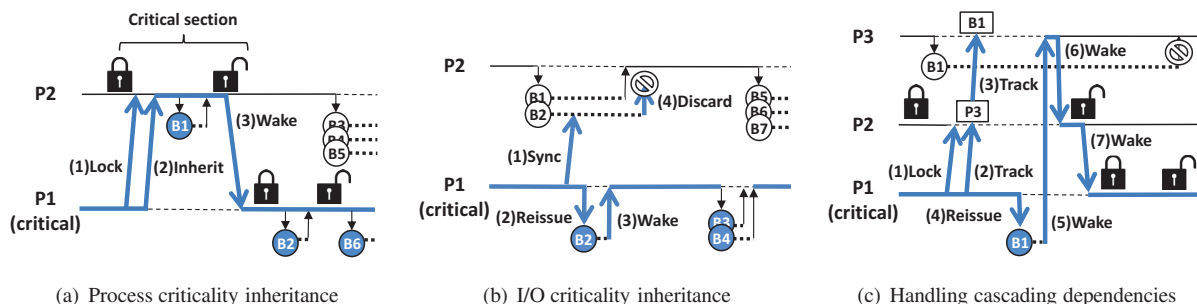 Critical section
P2
B1
(3)Wake
B3
B4
B5
(1)Lock
(2)Inherit
P1
(critical)
B2
B6
(a) Process criticality inheritance
P2
B1
B2
(4)Discard
B5
B6
B7
(1)Sync
P1
(critical)
(2)Reissue
(3)Wake
B2
B3
B4
(b) I/O criticality inheritance
B1
P3
B1
(6)Wake
(3)Track
P3
P2
(7)Wake
(1)Lock
(2)Track
P1
(critical)
(4)Reissue
(5)Wake
B1
(c) Handling cascading dependencies